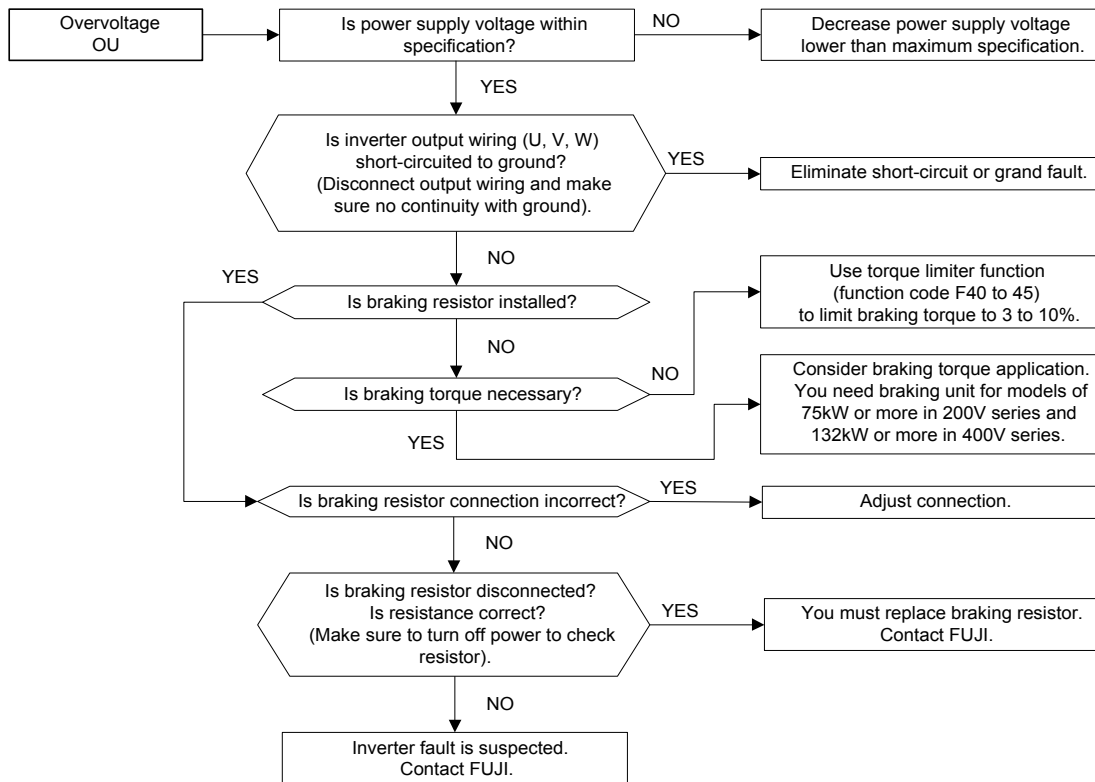 Overvoltage
OU
Is power supply voltage within
specification?
NO
Decrease power supply voltage
lower than maximum specification.
YES
Is inverter output wiring (U, V, W)
short-circuited to ground?
(Disconnect output wiring and make
sure no continuity with ground).
YES
Eliminate short-circuit or grand fault.
NO
YES
Is braking resistor installed?
Use torque limiter function
(function code F40 to 45)
to limit braking torque to 3 to 10%.
NO
Is braking torque necessary?
NO
Consider braking torque application.
You need braking unit for models of
75kW or more in 200V series and
132kW or more in 400V series.
YES
Is braking resistor connection incorrect?
YES
Adjust connection.
NO
Is braking resistor disconnected?
Is resistance correct?
(Make sure to turn off power to check
resistor).
YES
You must replace braking resistor.
Contact FUJI.
NO
Inverter fault is suspected.
Contact FUJI.